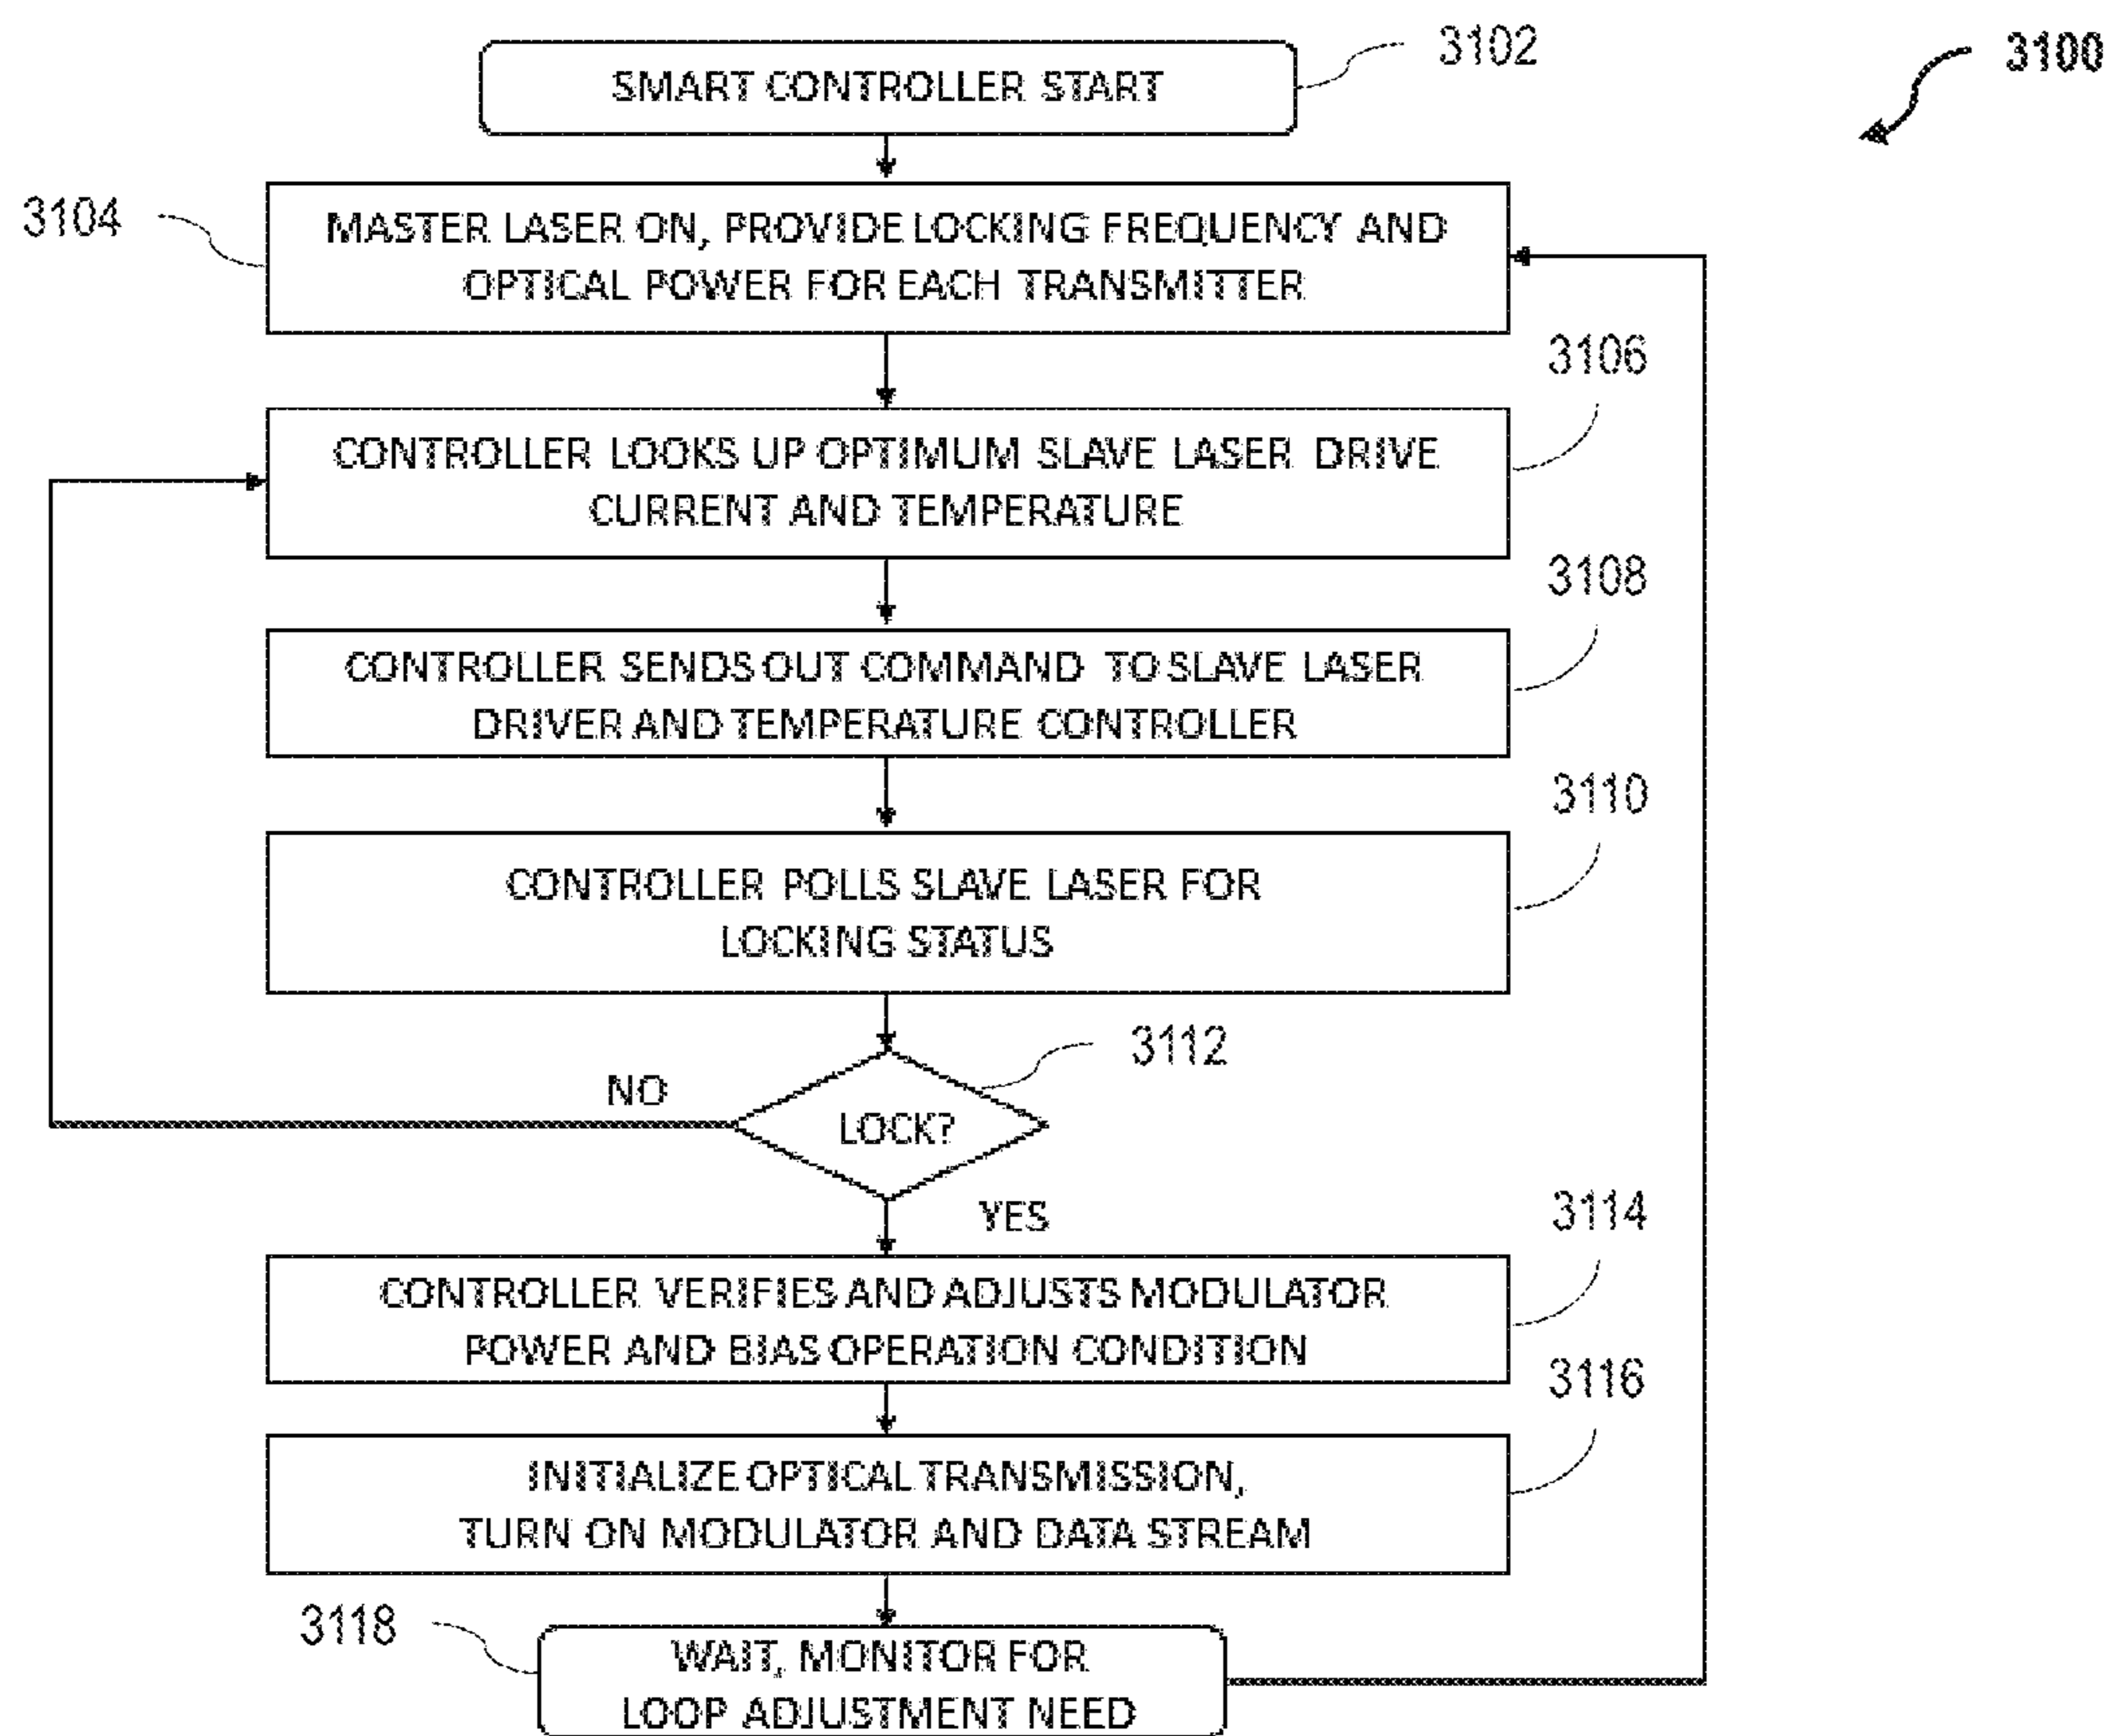 3100
SMART CONTROLLER START
3102
3104
MASTER LASER ON, PROVIDE LOCKING FREQUENCY AND
OPTICAL POWER FOR EACH TRANSMITTER
3106
CONTROLLER LOOKS UP OPTIMUM SLAVE LASER DRIVE
CURRENT AND TEMPERATURE
3108
CONTROLLER SENDS OUT COMMAND TO SLAVE LASER
DRIVER AND TEMPERATURE CONTROLLER
3110
CONTROLLER POLLS SLAVE LASER FOR
LOCKING STATUS
3112
NO
LOCK?
YES
3114
CONTROLLER VERIFIES AND ADJUSTS MODULATOR
POWER AND BIAS OPERATION CONDITION
3116
INITIALIZE OPTICAL TRANSMISSION,
TURN ON MODULATOR AND DATA STREAM
3118
WAIT, MONITOR FOR
LOOP ADJUSTMENT NEED